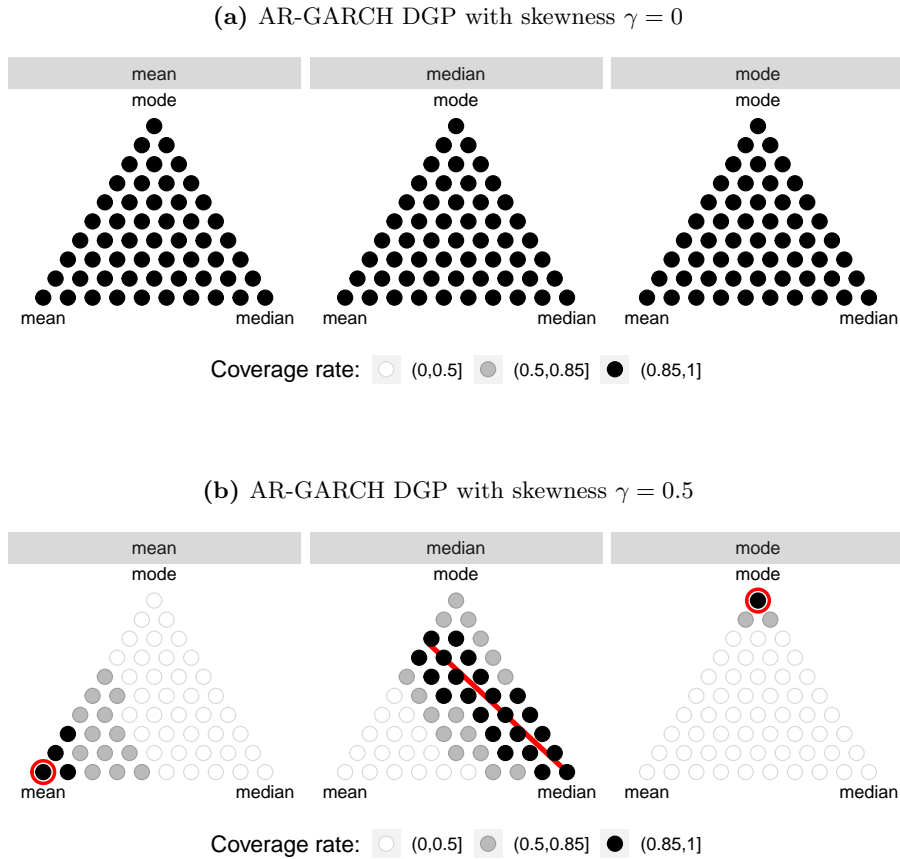 (a) AR-GARCH DGP with skewness γ = 0
mean median mode
mode mode mode
mean median mean median mean median
Coverage rate: (0,0.5] (0.5,0.85] (0.85,1]
(b) AR-GARCH DGP with skewness γ = 0.5
mean median mode
mode mode mode
mean median mean median mean median
Coverage rate: (0,0.5] (0.5,0.85] (0.85,1]